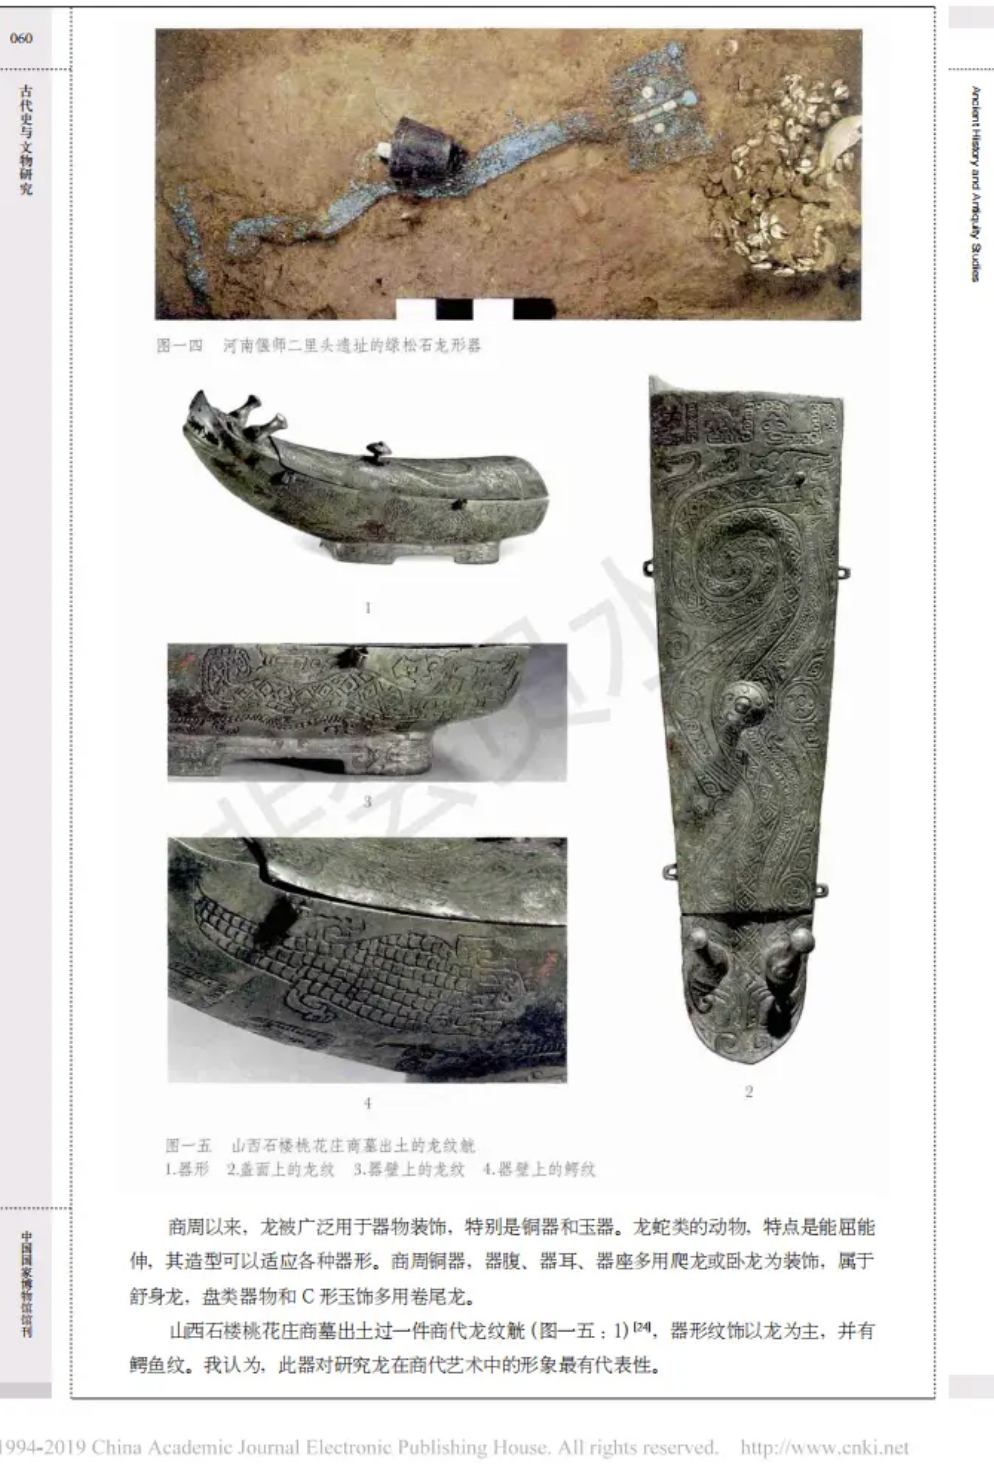 060
古代史与文物研究
Ancient History and Antiquity Studies
图一四 河南偃师二里头遗址的绿松石龙形器
1
3
4
2
图一五 山西石楼桃花庄商墓出土的龙纹觥
1.器形 2.盖面上的龙纹 3.器壁上的龙纹 4.器壁上的鳄纹
商周以来，龙被广泛用于器物装饰，特别是铜器和玉器。龙蛇类的动物，特点是能屈能
伸，其造型可以适应各种器形。商周铜器，器腹、器耳、器座多用爬龙或卧龙为装饰，属于
舒身龙，盘类器物和 C 形玉饰多用卷尾龙。
山西石楼桃花庄商墓出土过一件商代龙纹觥（图一五：1）[24]，器形纹饰以龙为主，并有
鳄鱼纹。我认为，此器对研究龙在商代艺术中的形象最有代表性。
中国国家博物馆馆刊
1994-2019 China Academic Journal Electronic Publishing House. All rights reserved. http://www.cnki.net